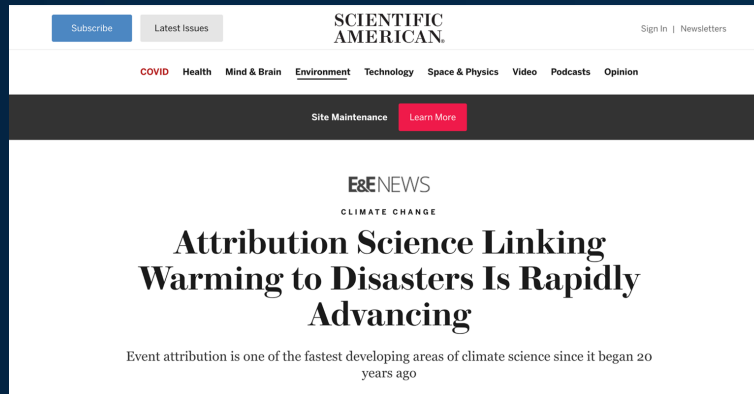 Subscribe Latest Issues SCIENTIFIC AMERICAN® Sign In | Newsletters
COVID Health Mind & Brain Environment Technology Space & Physics Video Podcasts Opinion
Site Maintenance Learn More
E&E NEWS
CLIMATE CHANGE
Attribution Science Linking
Warming to Disasters Is Rapidly
Advancing
Event attribution is one of the fastest developing areas of climate science since it began 20
years ago